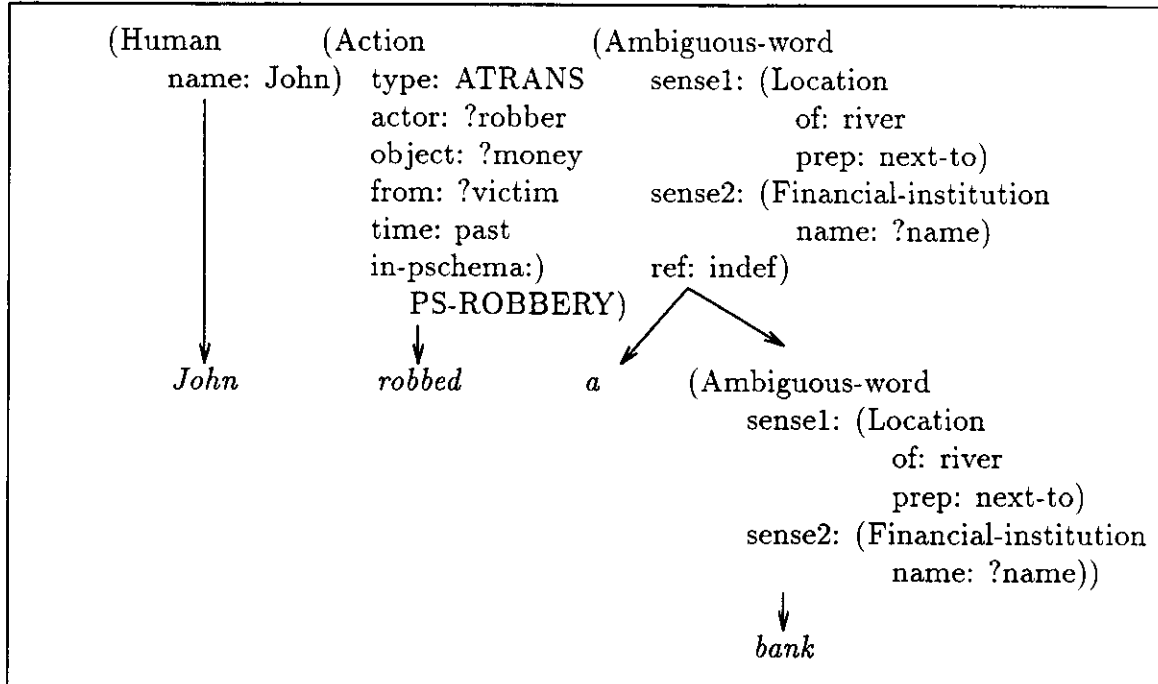 (Human (Action (Ambiguous-word
name: John) type: ATRANS sense1: (Location
actor: ?robber of: river
object: ?money prep: next-to)
from: ?victim sense2: (Financial-institution
time: past name: ?name)
in-pschema:) ref: indef)
PS-ROBBERY)
John robbed a (Ambiguous-word
sense1: (Location
of: river
prep: next-to)
sense2: (Financial-institution
name: ?name))
bank